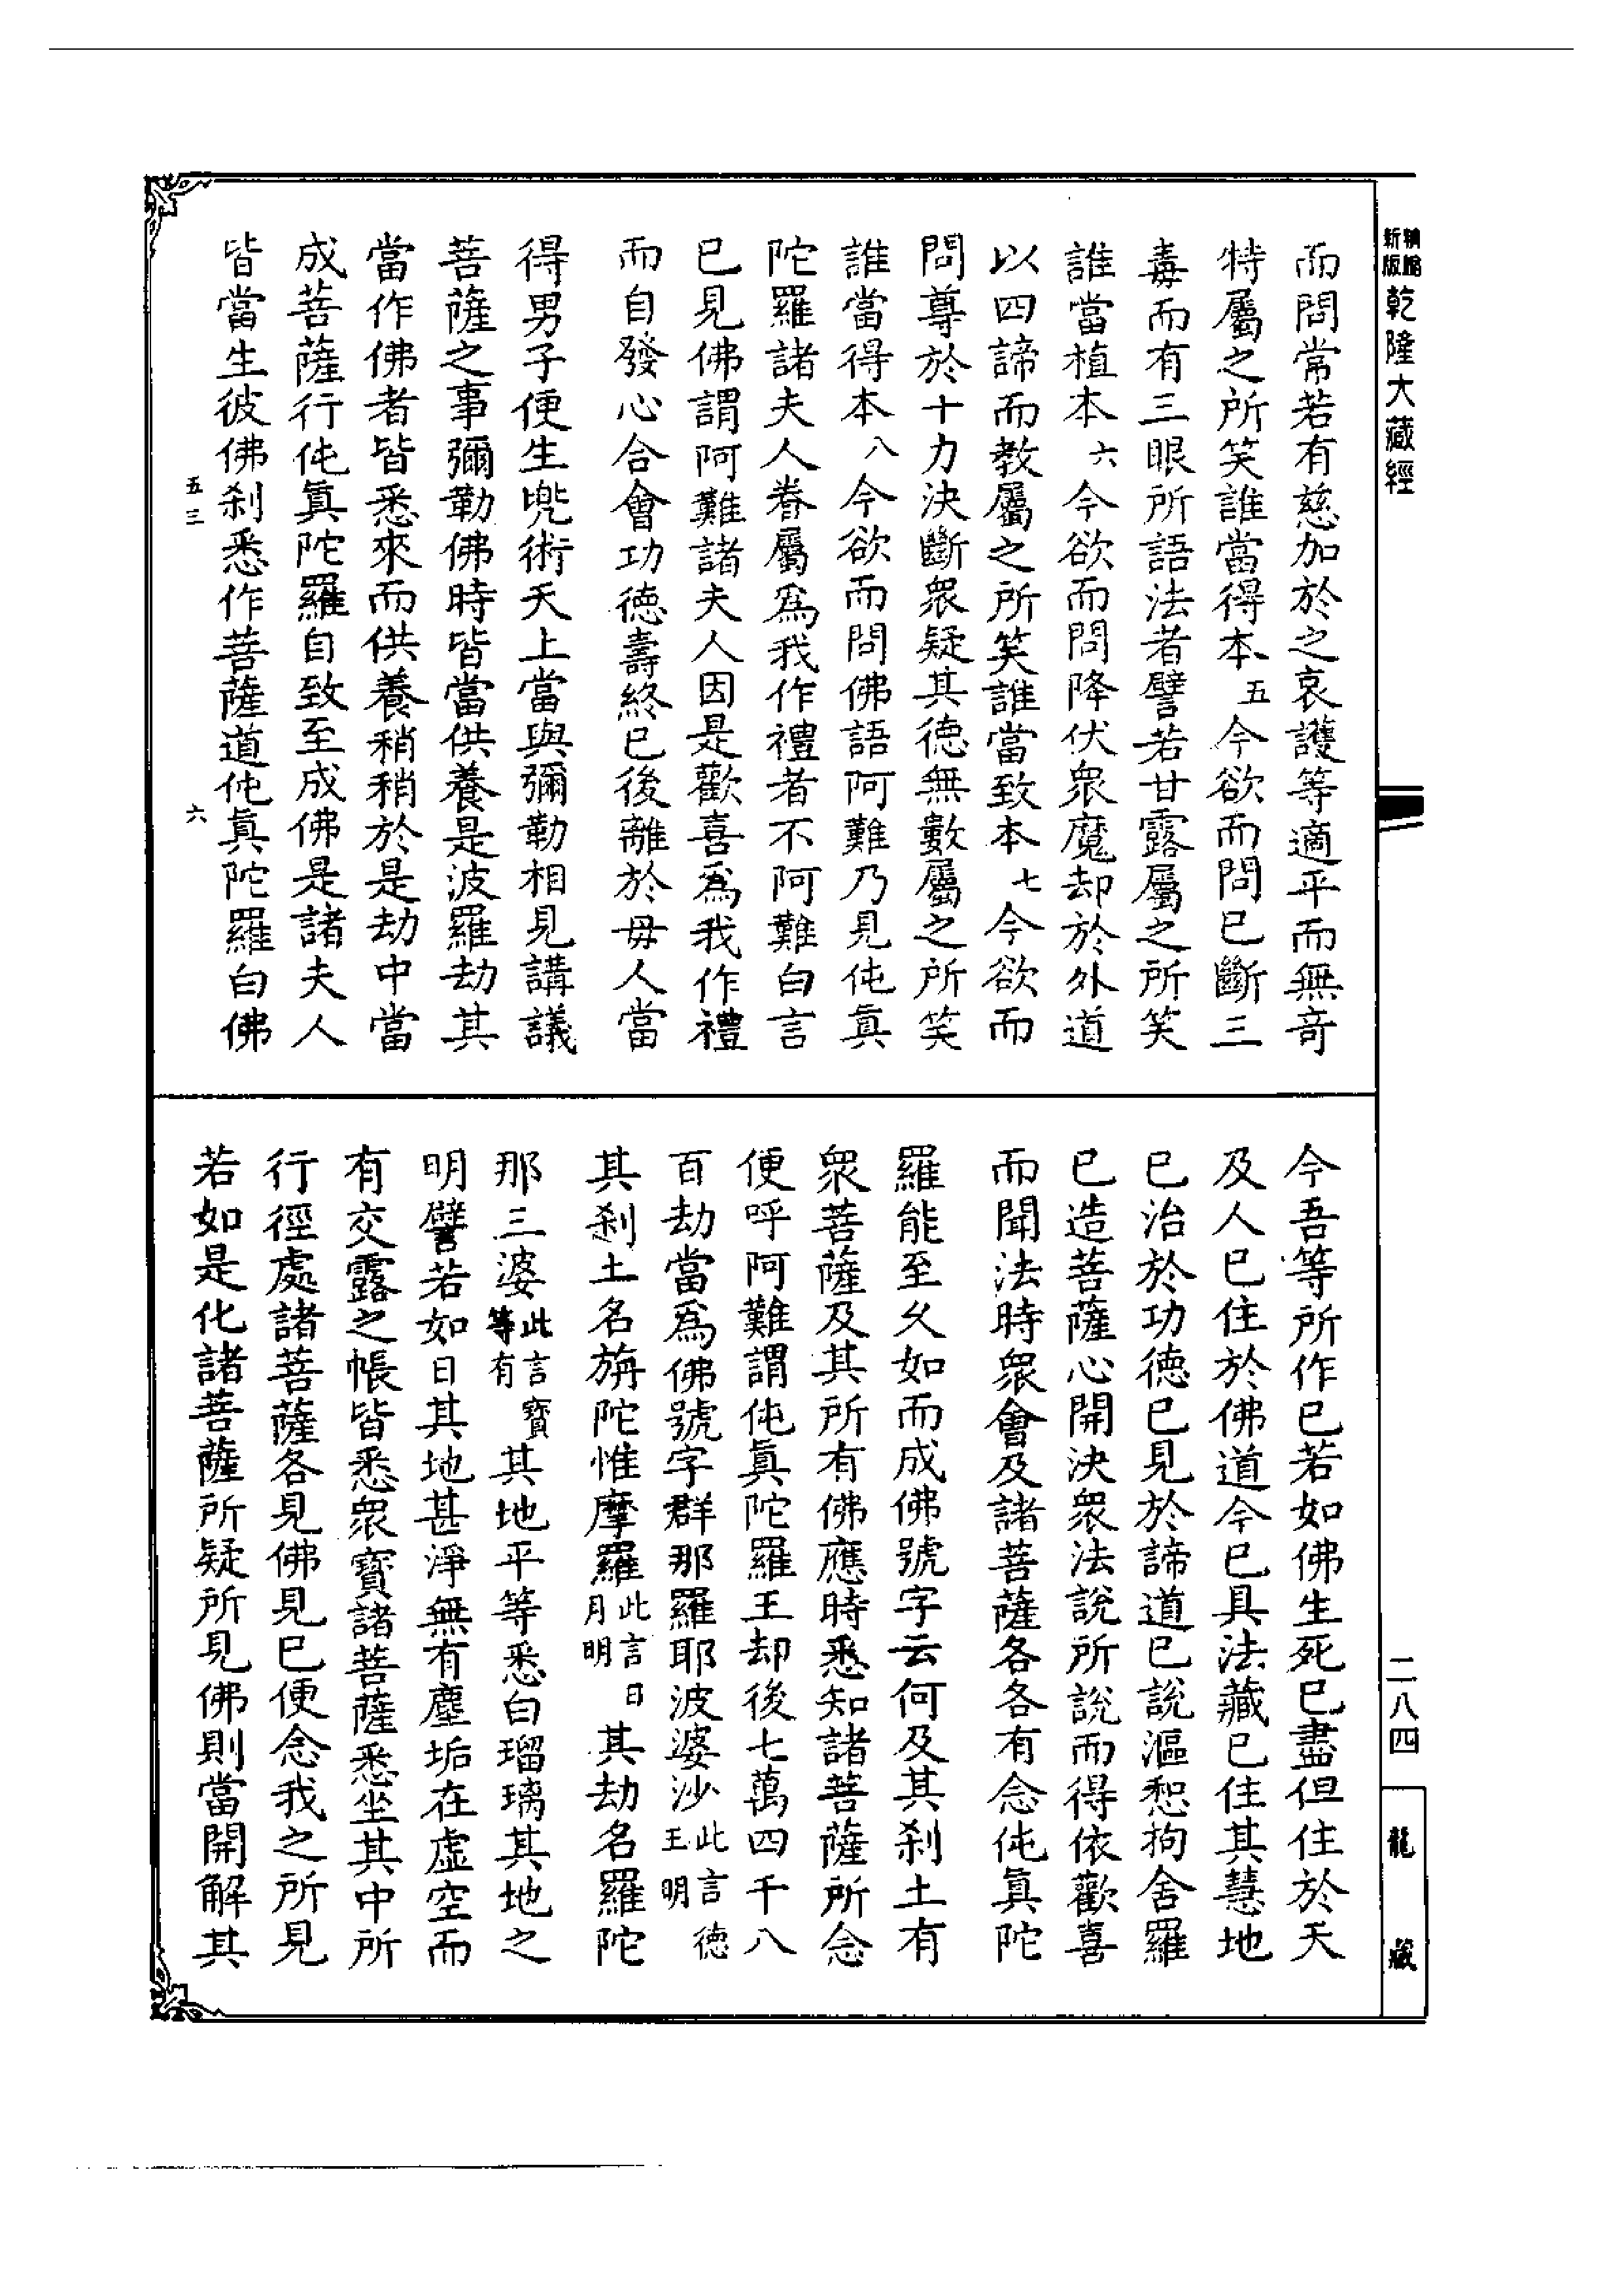 新版精縮
乾隆大藏經
而問常若有慈加於之哀護等適平而無竒
特屬之所笑誰當得本五今欲而問已斷三
毒而有三眼所語法者譬若甘露屬之所笑
誰當植本六今欲而問降伏衆魔却於外道
以四諦而教屬之所笑誰當致本七今欲而
問尊於十力決斷衆疑其德無數屬之所笑
誰當得本八今欲而問佛語阿難乃見伅眞
陀羅諸夫人眷屬爲我作禮者不阿難白言
已見佛謂阿難諸夫人因是歡喜爲我作禮
而自發心合會功德壽終已後離於母人當
得男子便生兜術天上當與彌勒相見講議
菩薩之事彌勒佛時皆當供養是波羅劫其
當作佛者皆悉來而供養稍稍於是劫中當
成菩薩行伅眞陀羅自致至成佛是諸夫人
皆當生彼佛刹悉作菩薩道伅眞陀羅白佛
五三
六
今吾等所作已若如佛生死已盡但住於天
及人已住於佛道今已具法藏已住其慧地
已治於功德已見於諦道已說漚惒拘舍羅
已造菩薩心開決衆法說所說而得依歡喜
而聞法時衆會及諸菩薩各各有念伅眞陀
羅能至久如而成佛號字云何及其刹土有
衆菩薩及其所有佛應時悉知諸菩薩所念
便呼阿難謂伅眞陀羅王却後七萬四千八
百劫當爲佛號字群那羅耶波婆沙此言德王明
其刹土名旃陀惟摩羅此言日月明其劫名羅陀
那三婆此言寶等有其地平等悉白瑠璃其地之
明譬若如日其地甚淨無有塵垢在虛空而
有交露之帳皆悉衆寶諸菩薩悉坐其中所
行徑處諸菩薩各見佛見已便念我之所見
若如是化諸菩薩所疑所見佛則當開解其
二八四
龍藏